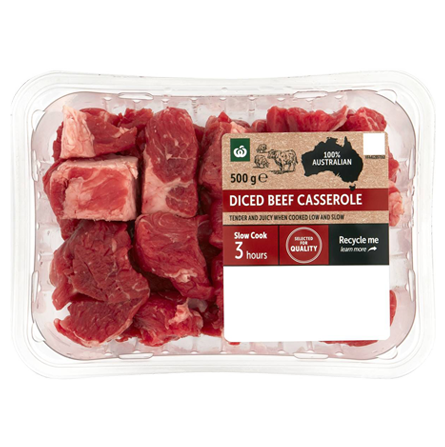 100%
AUSTRALIAN
500 g e
DICED BEEF CASSEROLE
TENDER AND JUICY WHEN COOKED LOW AND SLOW
Slow Cook
3 hours
SELECTED
FOR
QUALITY
Recycle me
learn more